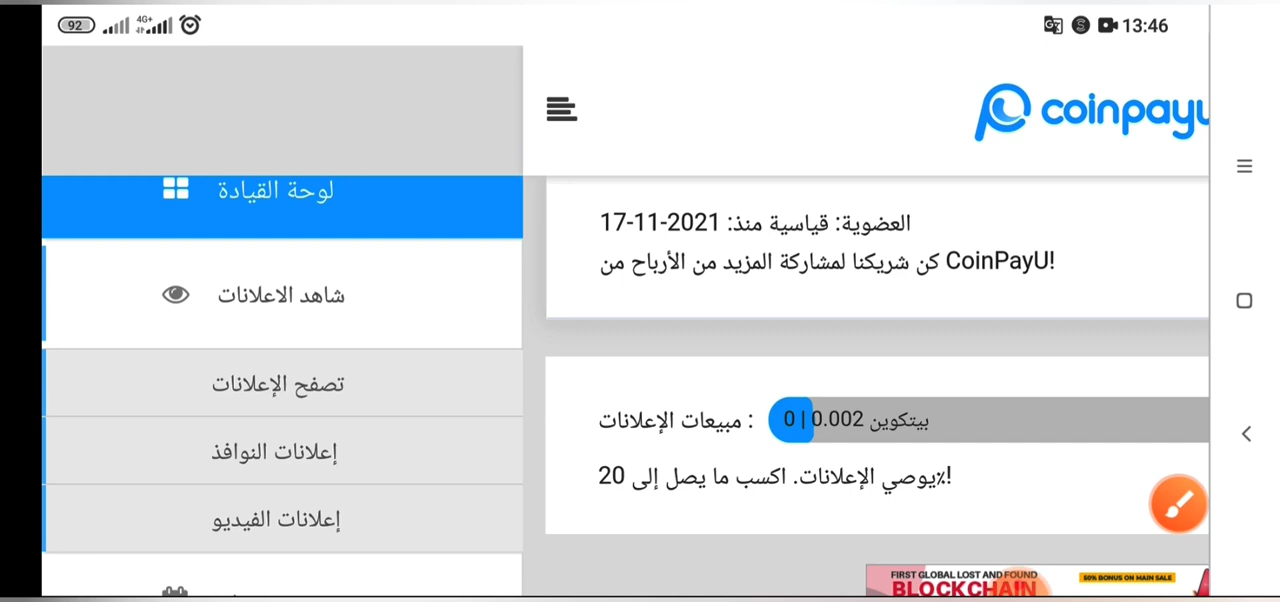 92
4G+
13:46
coinpayu
لوحة القيادة
شاهد الاعلانات
تصفح الإعلانات
إعلانات النوافذ
إعلانات الفيديو
العضوية: قياسية منذ: 2021-11-17
كن شريكنا لمشاركة المزيد من الأرباح من CoinPayU!
مبيعات الإعلانات : 0 | 0.002 بيتكوين
يوصي الإعلانات. اكسب ما يصل إلى 20٪!
FIRST GLOBAL LOST AND FOUND
BLOCKCHAIN
50% BONUS ON MAIN SALE